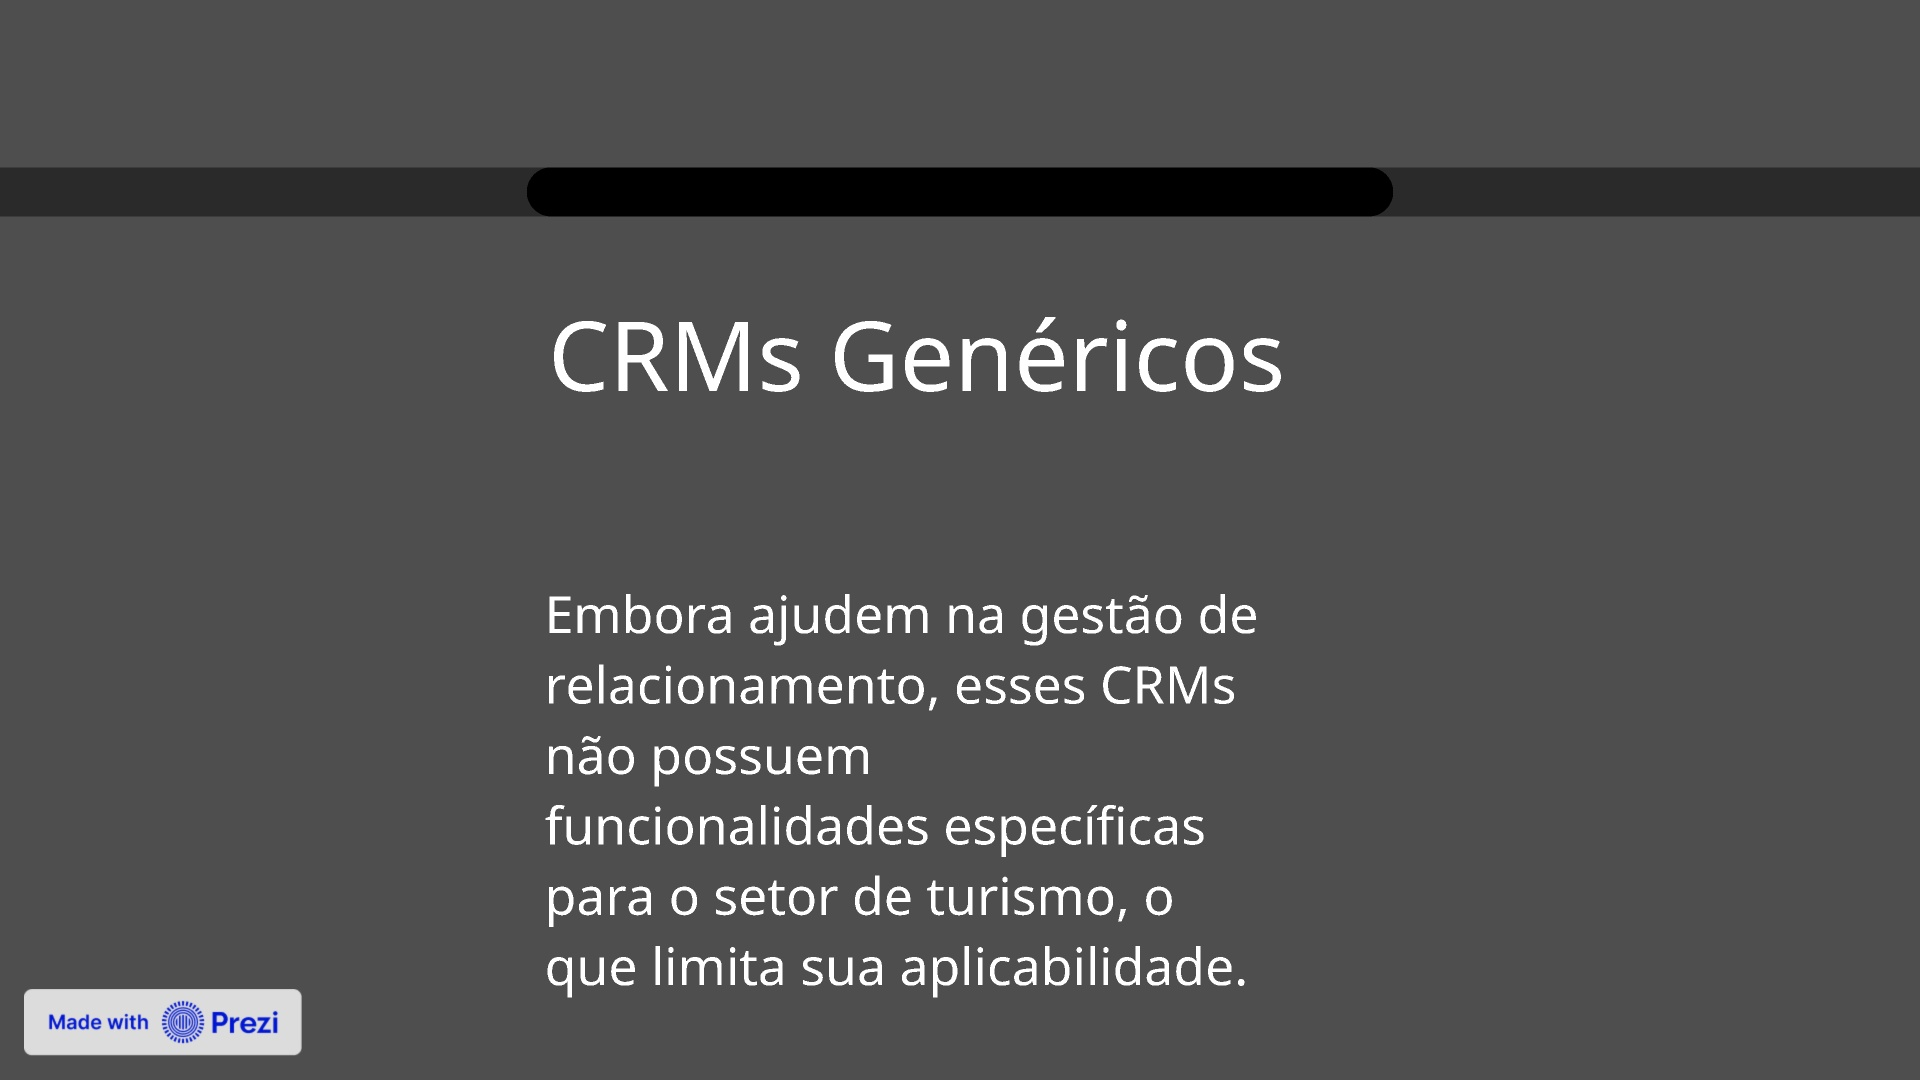 CRMs Genéricos
Embora ajudem na gestão de
relacionamento, esses CRMs
não possuem
funcionalidades específicas
para o setor de turismo, o
que limita sua aplicabilidade.
Made with Prezi